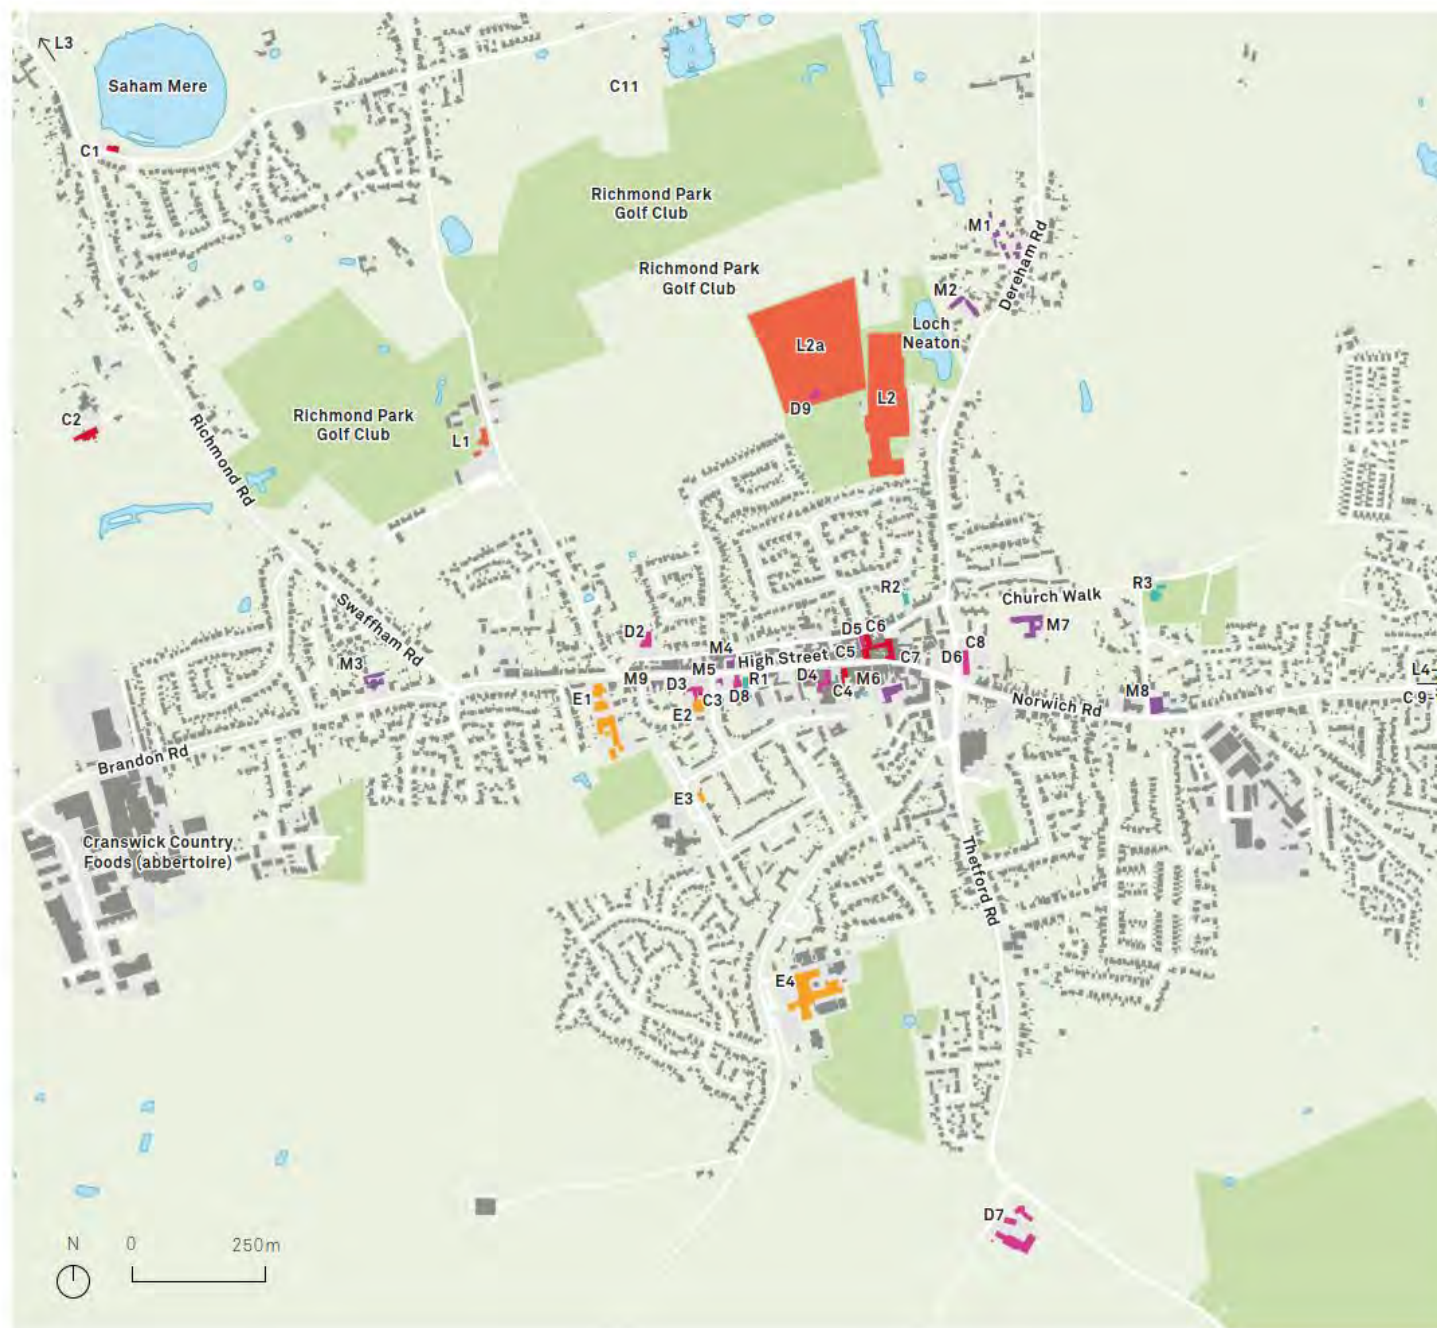 L3
Saham Mere
C11
C1
Richmond Park
Golf Club
M1
Dereham Rd
Richmond Park
Golf Club
M2
Loch
Neaton
L2a
L2
D9
C2
Richmond Park
Golf Club
L1
Richmond Rd
R2
R3
Church Walk
Swaffham Rd
D2
D5
C6
M7
M4
High Street
C5
C7
D6
C8
M3
M5
M9
D3
R1
D4
M6
L4
E1
C3
D8
C4
M8
C9
E2
Norwich Rd
Brandon Rd
E3
Cranswick Country
Foods (abbertoire)
Thetford Rd
E4
D7
N
0
250m